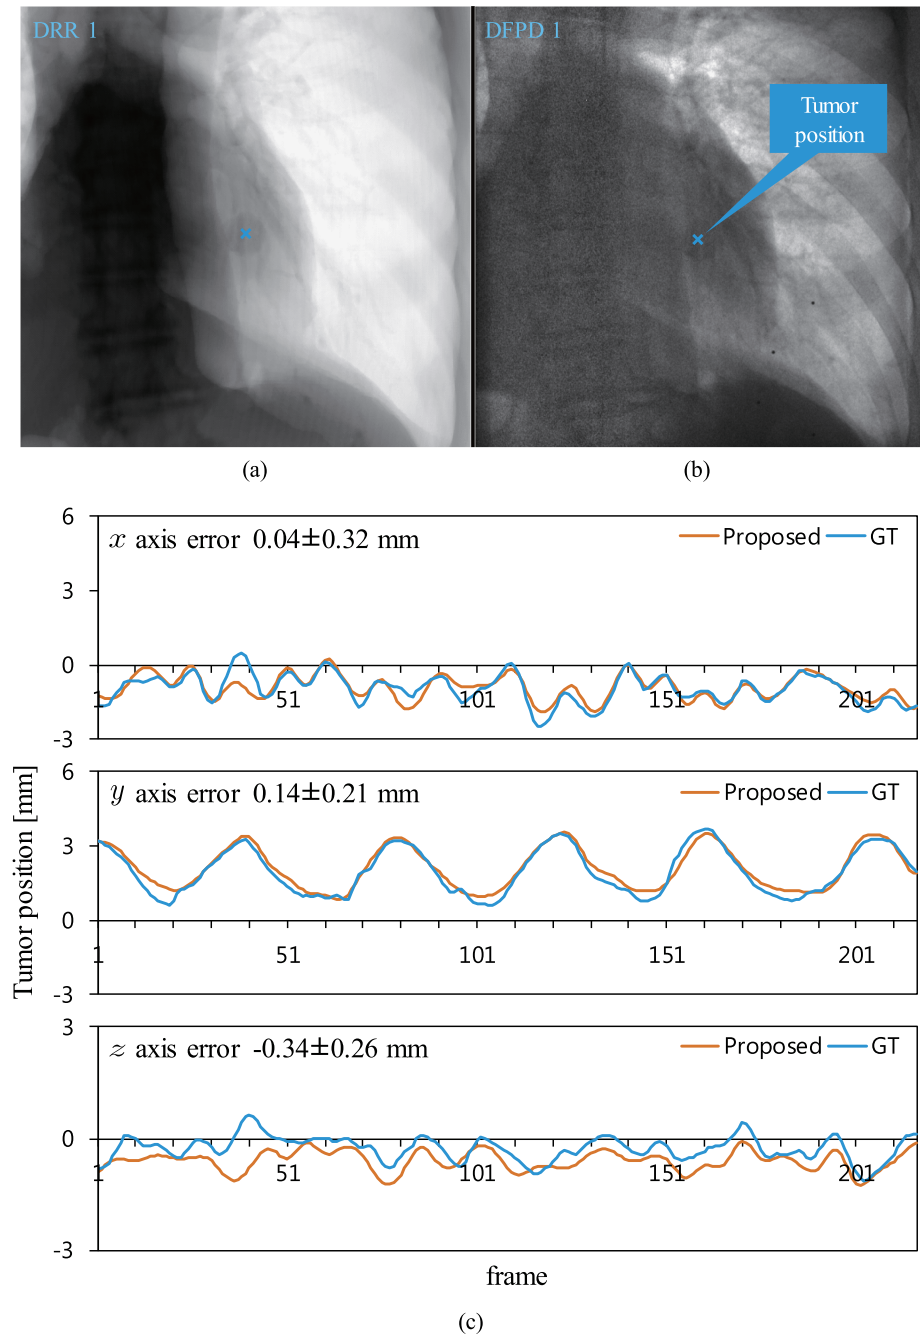 DRR 1
DFPD 1
Tumor
position
(a)
(b)
Tumor position [mm]
6
x axis error 0.04±0.32 mm
Proposed
GT
3
0
1
51
101
151
201
-3
6
y axis error 0.14±0.21 mm
Proposed
GT
3
0
1
51
101
151
201
-3
3
z axis error -0.34±0.26 mm
Proposed
GT
0
1
51
101
151
201
-3
frame
(c)